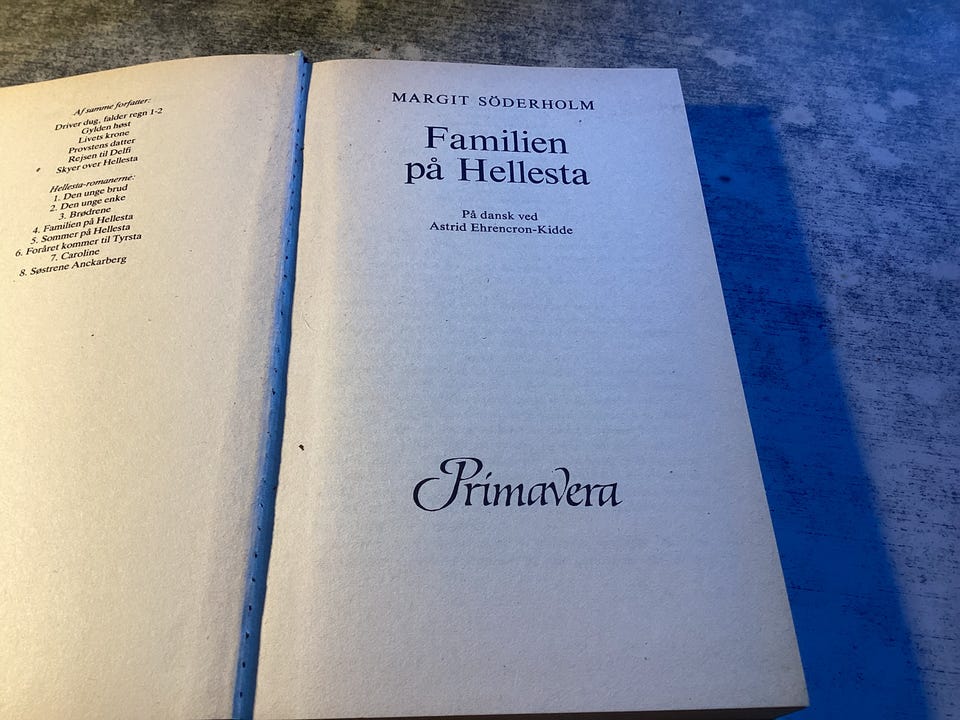 Af samme forfatter:
Driver dug, falder regn 1-2
Gylden høst
Livets krone
Provstens datter
Rejsen til Delfi
Skyer over Hellesta
Hellesta-romanerne:
1. Den unge brud
2. Den unge enke
3. Brødrene
4. Familien på Hellesta
5. Sommer på Hellesta
6. Foråret kommer til Tyrsta
7. Caroline
8. Søstrene Anckarberg
MARGIT SÖDERHOLM
Familien
på Hellesta
På dansk ved
Astrid Ehrencron-Kidde
Primavera